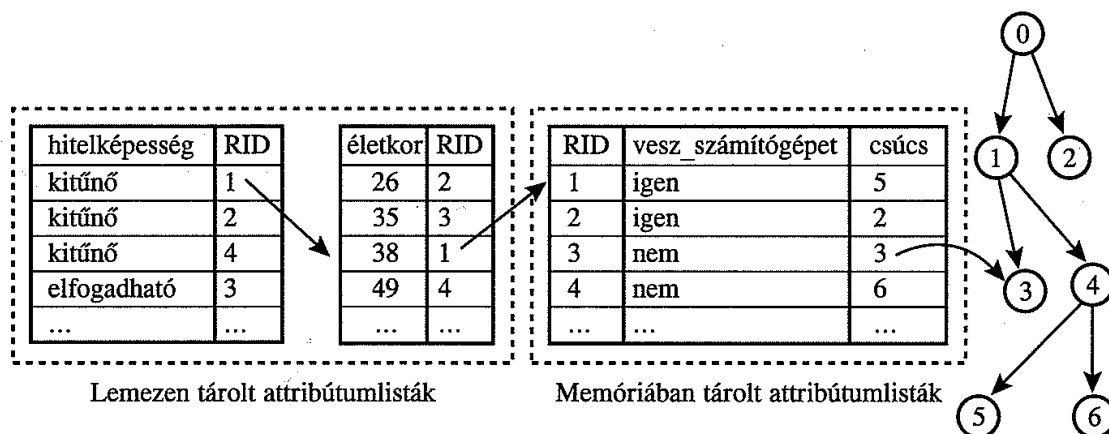 0
1
2
3
4
5
6
hitelképesség RID
kitűnő 1
kitűnő 2
kitűnő 4
elfogadható 3
... ...
életkor RID
26 2
35 3
38 1
49 4
... ...
RID vesz_számítógépet csúcs
1 igen 5
2 igen 2
3 nem 3
4 nem 6
... ... ...
Lemezen tárolt attribútumlisták
Memóriában tárolt attribútumlisták